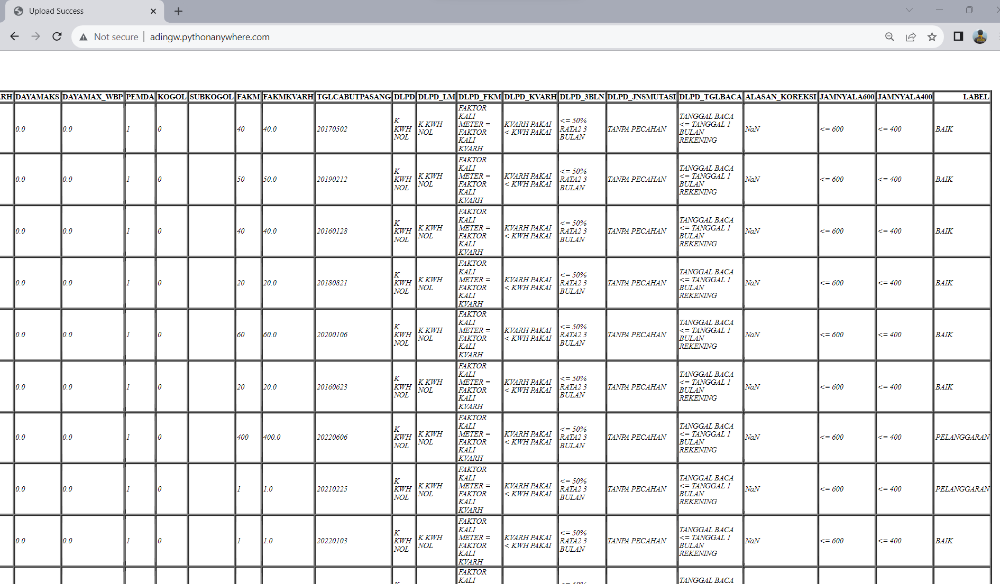 Upload Success
Not secure
adingw.pythonanywhere.com
RH DAYAMAKS DAYAMAX_WBP PEMDA KOGOL SUBKOGOL FAKM FAKMKVARH TGLCABUTPASANG DLPD DLPD_LM DLPD_FKM DLPD_KVARH DLPD_3BLN DLPD_JNSMUTASI DLPD_TGLBACA ALASAN_KOREKSI JAMNYALA600 JAMNYALA400 LABEL
0.0 0.0 1 0 40 40.0 20170502 K KWH NOL K KWH NOL FAKTOR KALI METER = FAKTOR KALI KVARH KVARH PAKAI < KWH PAKAI <= 50% RATA2 3 BULAN TANPA PECAHAN TANGGAL BACA <= TANGGAL 1 BULAN REKENING NaN <= 600 <= 400 BAIK
0.0 0.0 1 0 50 50.0 20190212 K KWH NOL K KWH NOL FAKTOR KALI METER = FAKTOR KALI KVARH KVARH PAKAI < KWH PAKAI <= 50% RATA2 3 BULAN TANPA PECAHAN TANGGAL BACA <= TANGGAL 1 BULAN REKENING NaN <= 600 <= 400 BAIK
0.0 0.0 1 0 40 40.0 20160128 K KWH NOL K KWH NOL FAKTOR KALI METER = FAKTOR KALI KVARH KVARH PAKAI < KWH PAKAI <= 50% RATA2 3 BULAN TANPA PECAHAN TANGGAL BACA <= TANGGAL 1 BULAN REKENING NaN <= 600 <= 400 BAIK
0.0 0.0 1 0 20 20.0 20180821 K KWH NOL K KWH NOL FAKTOR KALI METER = FAKTOR KALI KVARH KVARH PAKAI < KWH PAKAI <= 50% RATA2 3 BULAN TANPA PECAHAN TANGGAL BACA <= TANGGAL 1 BULAN REKENING NaN <= 600 <= 400 BAIK
0.0 0.0 1 0 60 60.0 20200106 K KWH NOL K KWH NOL FAKTOR KALI METER = FAKTOR KALI KVARH KVARH PAKAI < KWH PAKAI <= 50% RATA2 3 BULAN TANPA PECAHAN TANGGAL BACA <= TANGGAL 1 BULAN REKENING NaN <= 600 <= 400 BAIK
0.0 0.0 1 0 20 20.0 20160623 K KWH NOL K KWH NOL FAKTOR KALI METER = FAKTOR KALI KVARH KVARH PAKAI < KWH PAKAI <= 50% RATA2 3 BULAN TANPA PECAHAN TANGGAL BACA <= TANGGAL 1 BULAN REKENING NaN <= 600 <= 400 BAIK
0.0 0.0 1 0 400 400.0 20220606 K KWH NOL K KWH NOL FAKTOR KALI METER = FAKTOR KALI KVARH KVARH PAKAI < KWH PAKAI <= 50% RATA2 3 BULAN TANPA PECAHAN TANGGAL BACA <= TANGGAL 1 BULAN REKENING NaN <= 600 <= 400 PELANGGARAN
0.0 0.0 1 0 1 1.0 20210225 K KWH NOL K KWH NOL FAKTOR KALI METER = FAKTOR KALI KVARH KVARH PAKAI < KWH PAKAI <= 50% RATA2 3 BULAN TANPA PECAHAN TANGGAL BACA <= TANGGAL 1 BULAN REKENING NaN <= 600 <= 400 PELANGGARAN
0.0 0.0 1 0 1 1.0 20220103 K KWH NOL K KWH NOL FAKTOR KALI METER = FAKTOR KALI KVARH KVARH PAKAI < KWH PAKAI <= 50% RATA2 3 BULAN TANPA PECAHAN TANGGAL BACA <= TANGGAL 1 BULAN REKENING NaN <= 600 <= 400 BAIK
K FAKTOR KALI <= 50% TANGGAL BACA